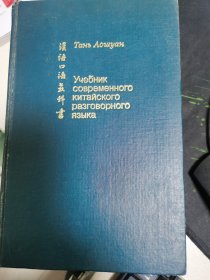 Тань Аошуан
漢語口語教科書
Учебник
современного
китайского
разговорного
языка